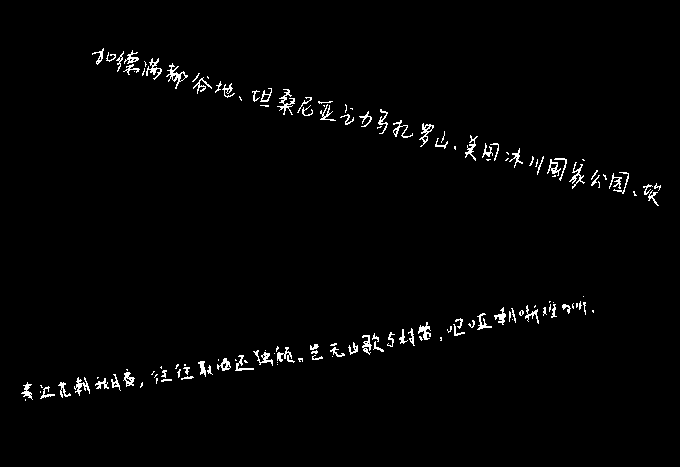 加德满都谷地、坦桑尼亚乞力马扎罗山、美国冰川国家公园、埃
春江花朝秋月夜，往往取酒还独倾。岂无山歌与村笛，呕哑嘲哳难为听.